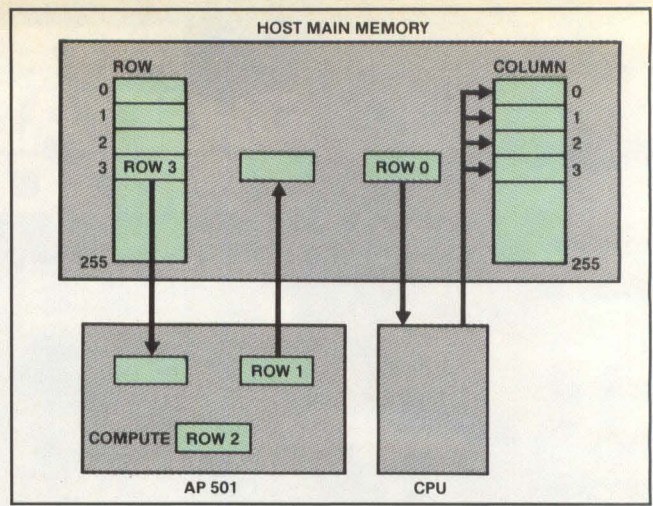 HOST MAIN MEMORY
ROW
COLUMN
0
0
1
1
2
2
3
ROW 3
ROW 0
3
255
255
ROW 1
COMPUTE
ROW 2
AP 501
CPU